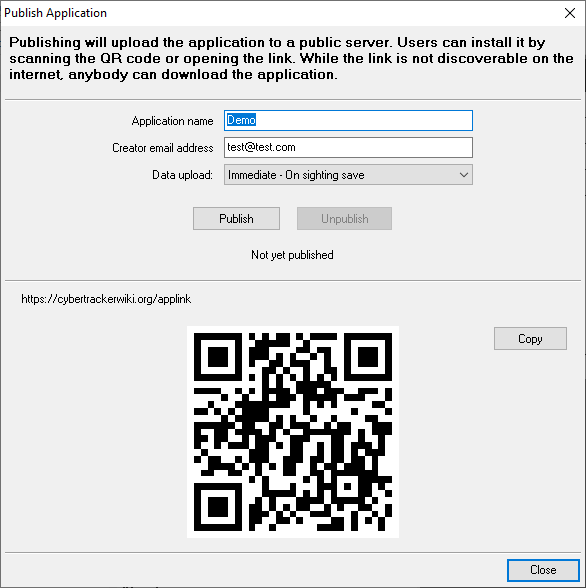 Publish Application
Publishing will upload the application to a public server. Users can install it by
scanning the QR code or opening the link. While the link is not discoverable on the
internet, anybody can download the application.
Application name Demo
Creator email address test@test.com
Data upload: Immediate - On sighting save
Publish Unpublish
Not yet published
https://cybertrackerwiki.org/applink
Copy
Close